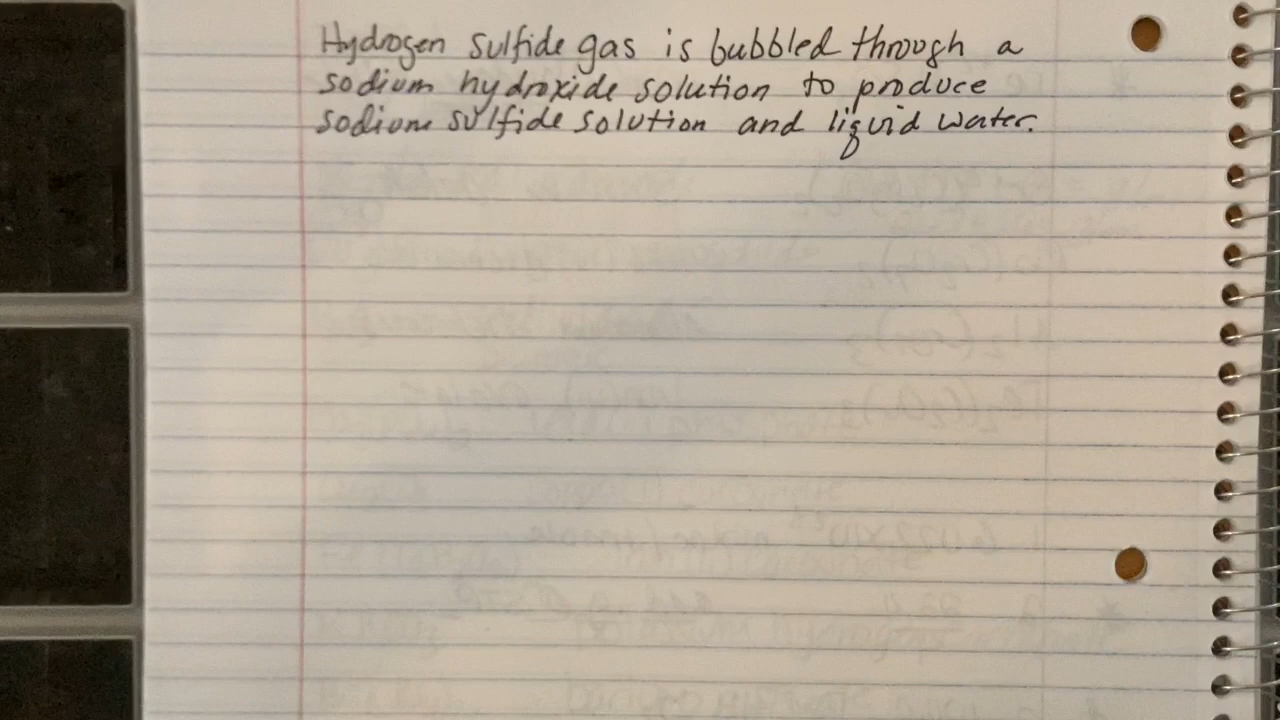 Hydrogen sulfide gas is bubbled through a
sodium hydroxide solution to produce
sodium sulfide solution and liquid water.